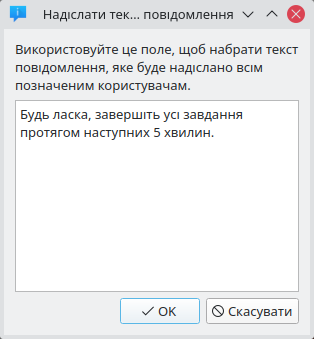 Надіслати тек... повідомлення
Використовуйте це поле, щоб набрати текст
повідомлення, яке буде надіслано всім
позначеним користувачам.
Будь ласка, завершіть усі завдання
протягом наступних 5 хвилин.
OK
Скасувати